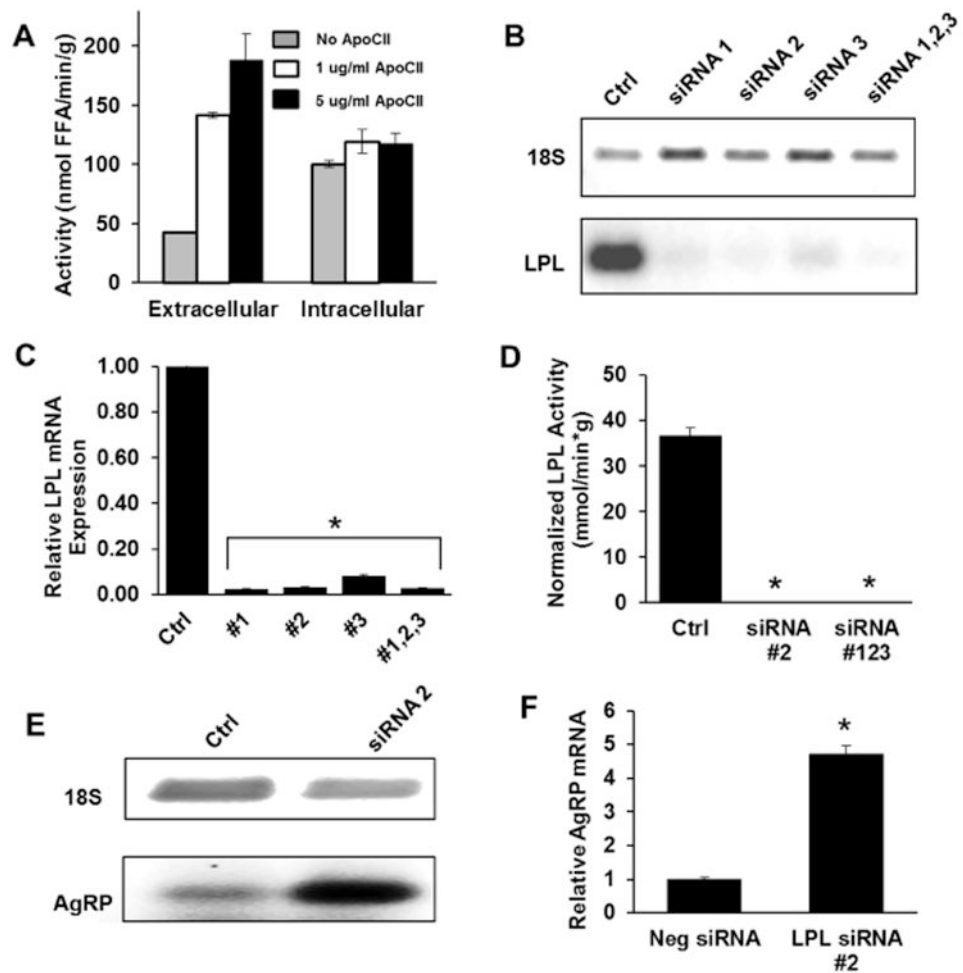 A
Activity (nmol FFA/min/g)
200
150
100
50
0
No ApoCII
1 ug/ml ApoCII
5 ug/ml ApoCII
Extracellular
Intracellular
B
Ctrl
siRNA 1
siRNA 2
siRNA 3
siRNA 1,2,3
18S
LPL
C
Relative LPL mRNA
Expression
1.00
0.80
0.60
0.40
0.20
0.00
*
Ctrl
#1
#2
#3
#1,2,3
D
Normalized LPL Activity
(mmol/min*g)
50
40
30
20
10
0
* *
Ctrl
siRNA
#2
siRNA
#123
E
Ctrl
siRNA 2
18S
AgRP
F
Relative AgRP mRNA
6
5
4
3
2
1
0
*
Neg siRNA
LPL siRNA
#2